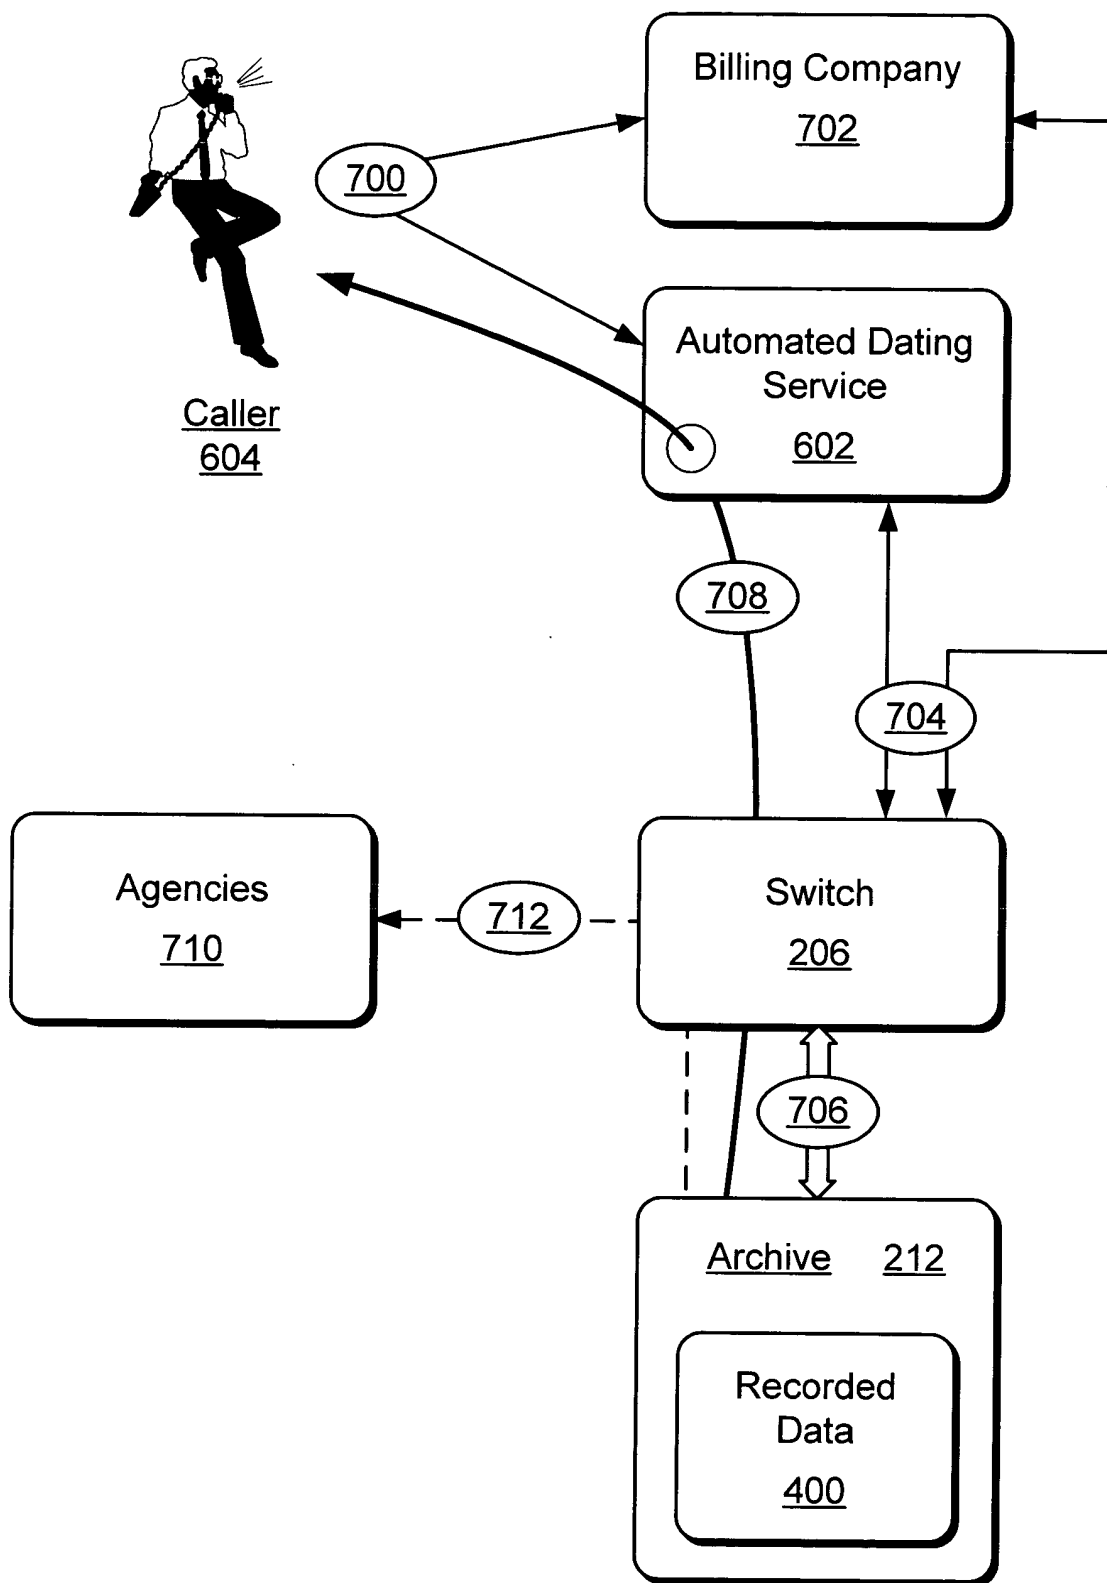 Billing Company
702
700
Automated Dating
Service
602
Caller
604
708
704
Agencies
710
712
Switch
206
706
Archive 212
Recorded
Data
400